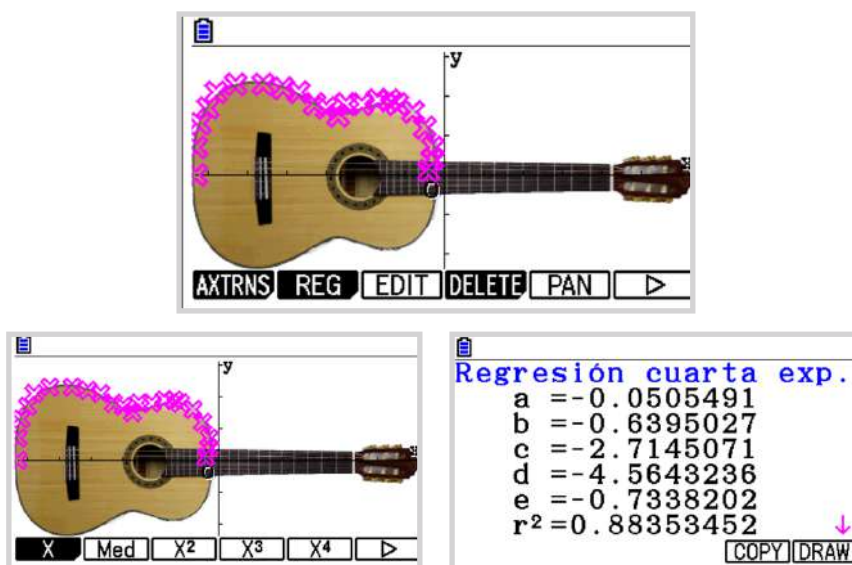 y
AXTRNS REG EDIT DELETE PAN ▷
y
X Med X² X³ X⁴ ▷
Regresión cuarta exp.
a =-0.0505491
b =-0.6395027
c =-2.7145071
d =-4.5643236
e =-0.7338202
r²=0.88353452
COPY DRAW